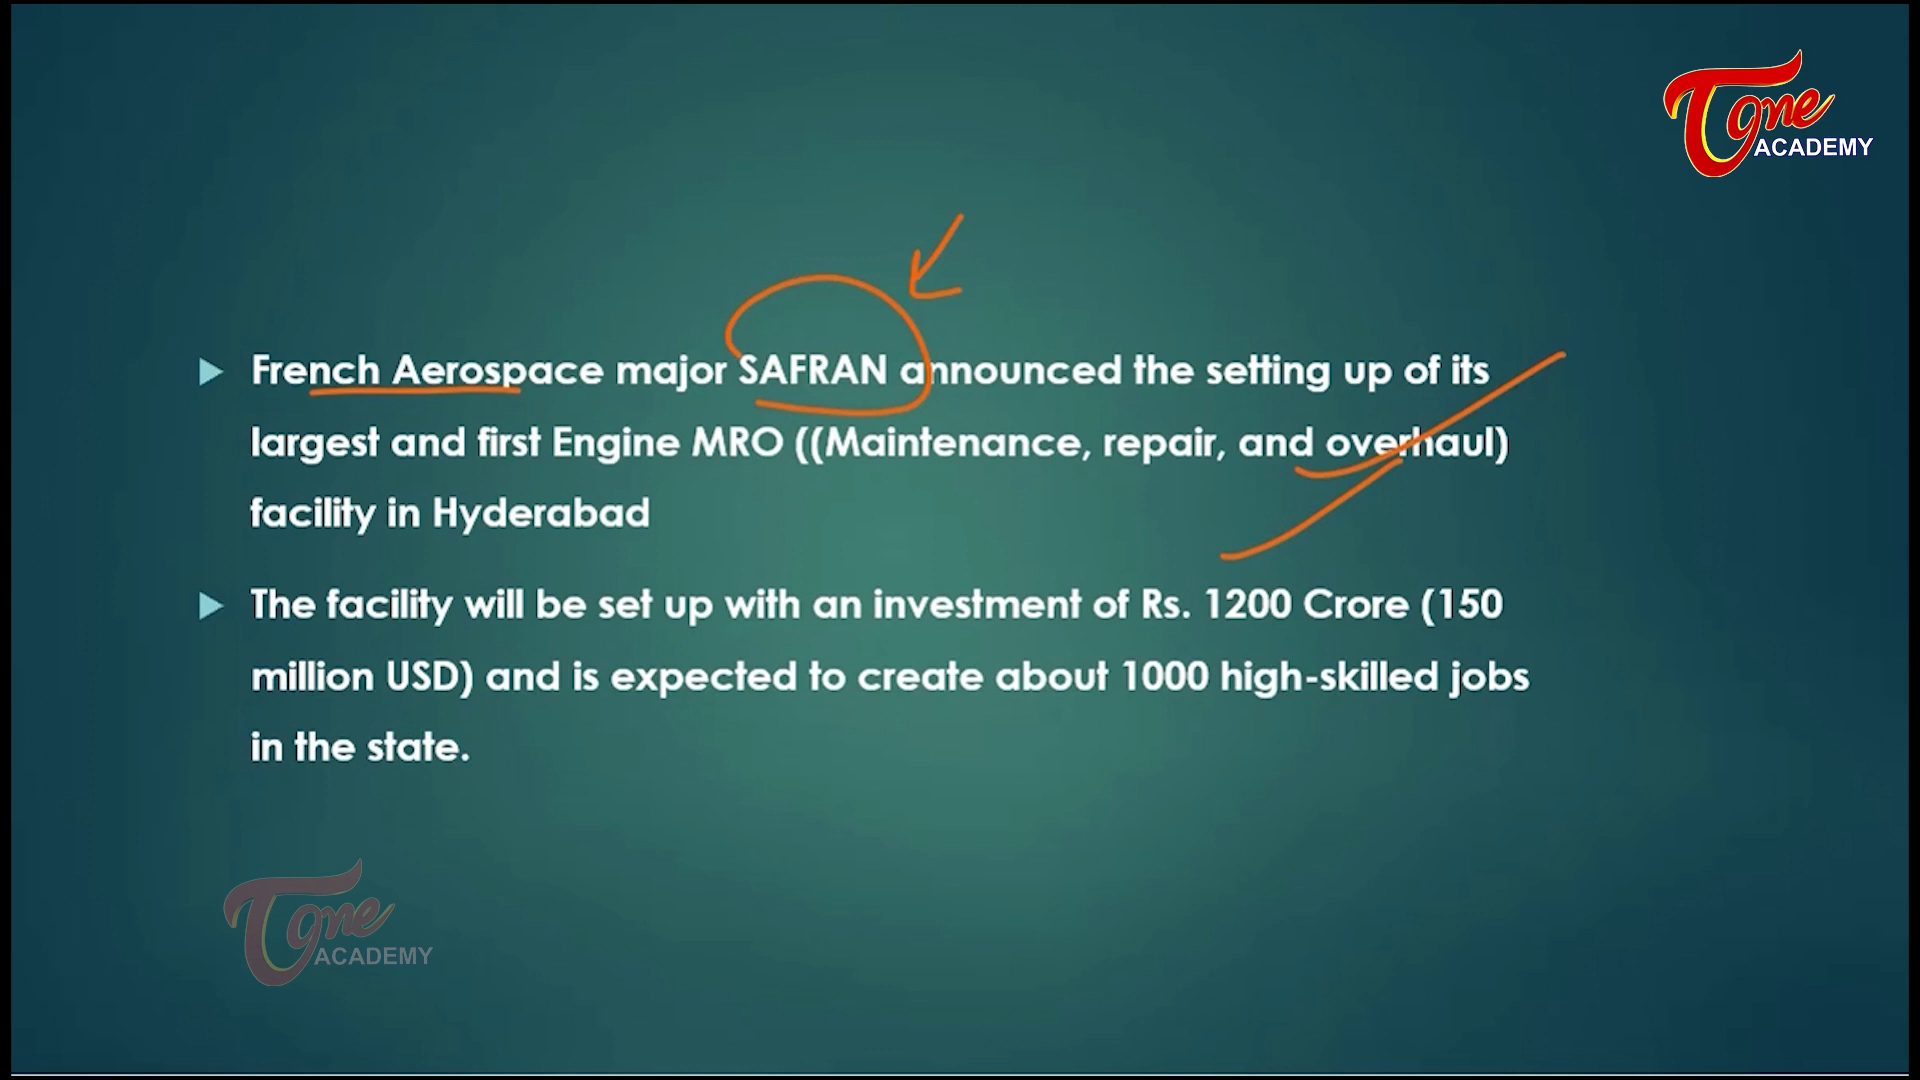 Tone
ACADEMY
French Aerospace major SAFRAN announced the setting up of its
largest and first Engine MRO ((Maintenance, repair, and overhaul)
facility in Hyderabad
The facility will be set up with an investment of Rs. 1200 Crore (150
million USD) and is expected to create about 1000 high-skilled jobs
in the state.
Tone
ACADEMY